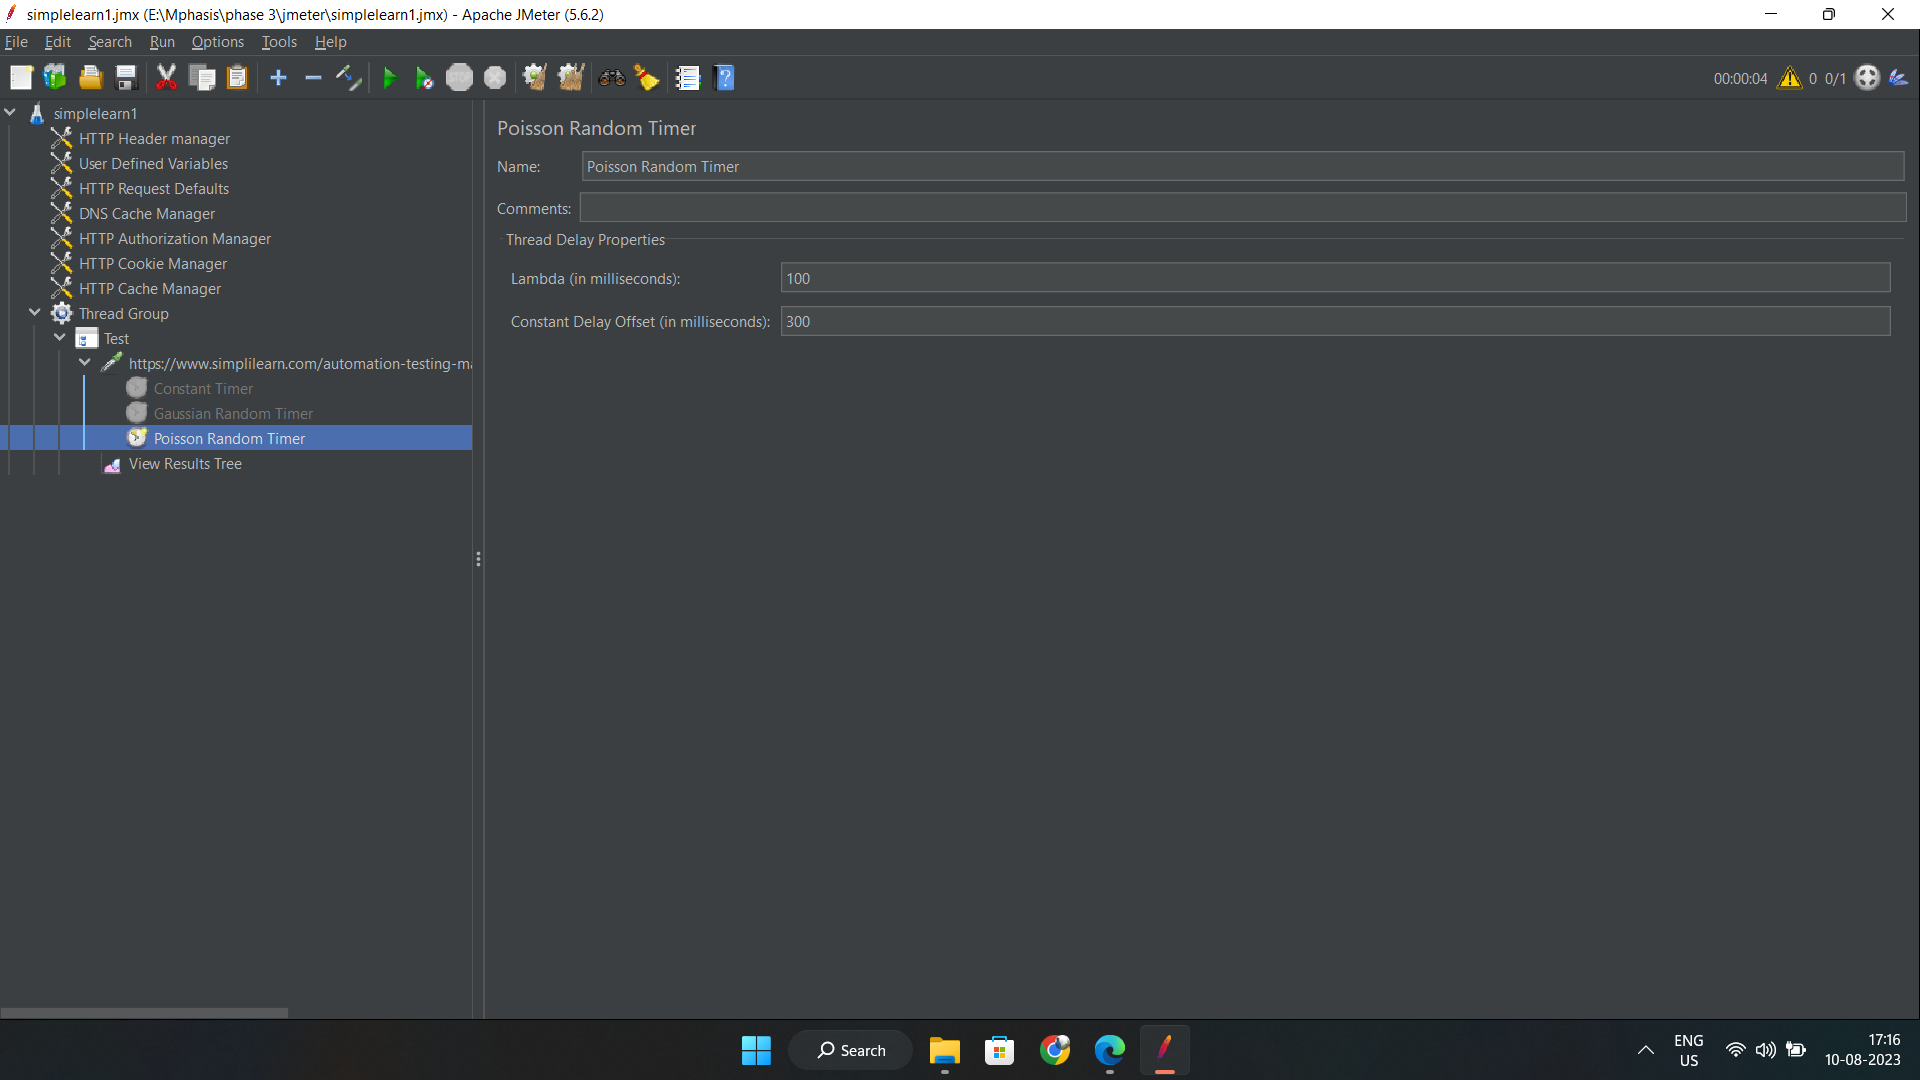 simplelearn1.jmx (E:\Mphasis\phase 3\jmeter\simplelearn1.jmx) - Apache JMeter (5.6.2)
File Edit Search Run Options Tools Help
STOP
00:00:04 0 0/1
simplelearn1
HTTP Header manager
User Defined Variables
HTTP Request Defaults
DNS Cache Manager
HTTP Authorization Manager
HTTP Cookie Manager
HTTP Cache Manager
Thread Group
Test
https://www.simplilearn.com/automation-testing-ma
Constant Timer
Gaussian Random Timer
Poisson Random Timer
View Results Tree
Poisson Random Timer
Name: Poisson Random Timer
Comments:
Thread Delay Properties
Lambda (in milliseconds): 100
Constant Delay Offset (in milliseconds): 300
Search
ENG
US
17:16
10-08-2023